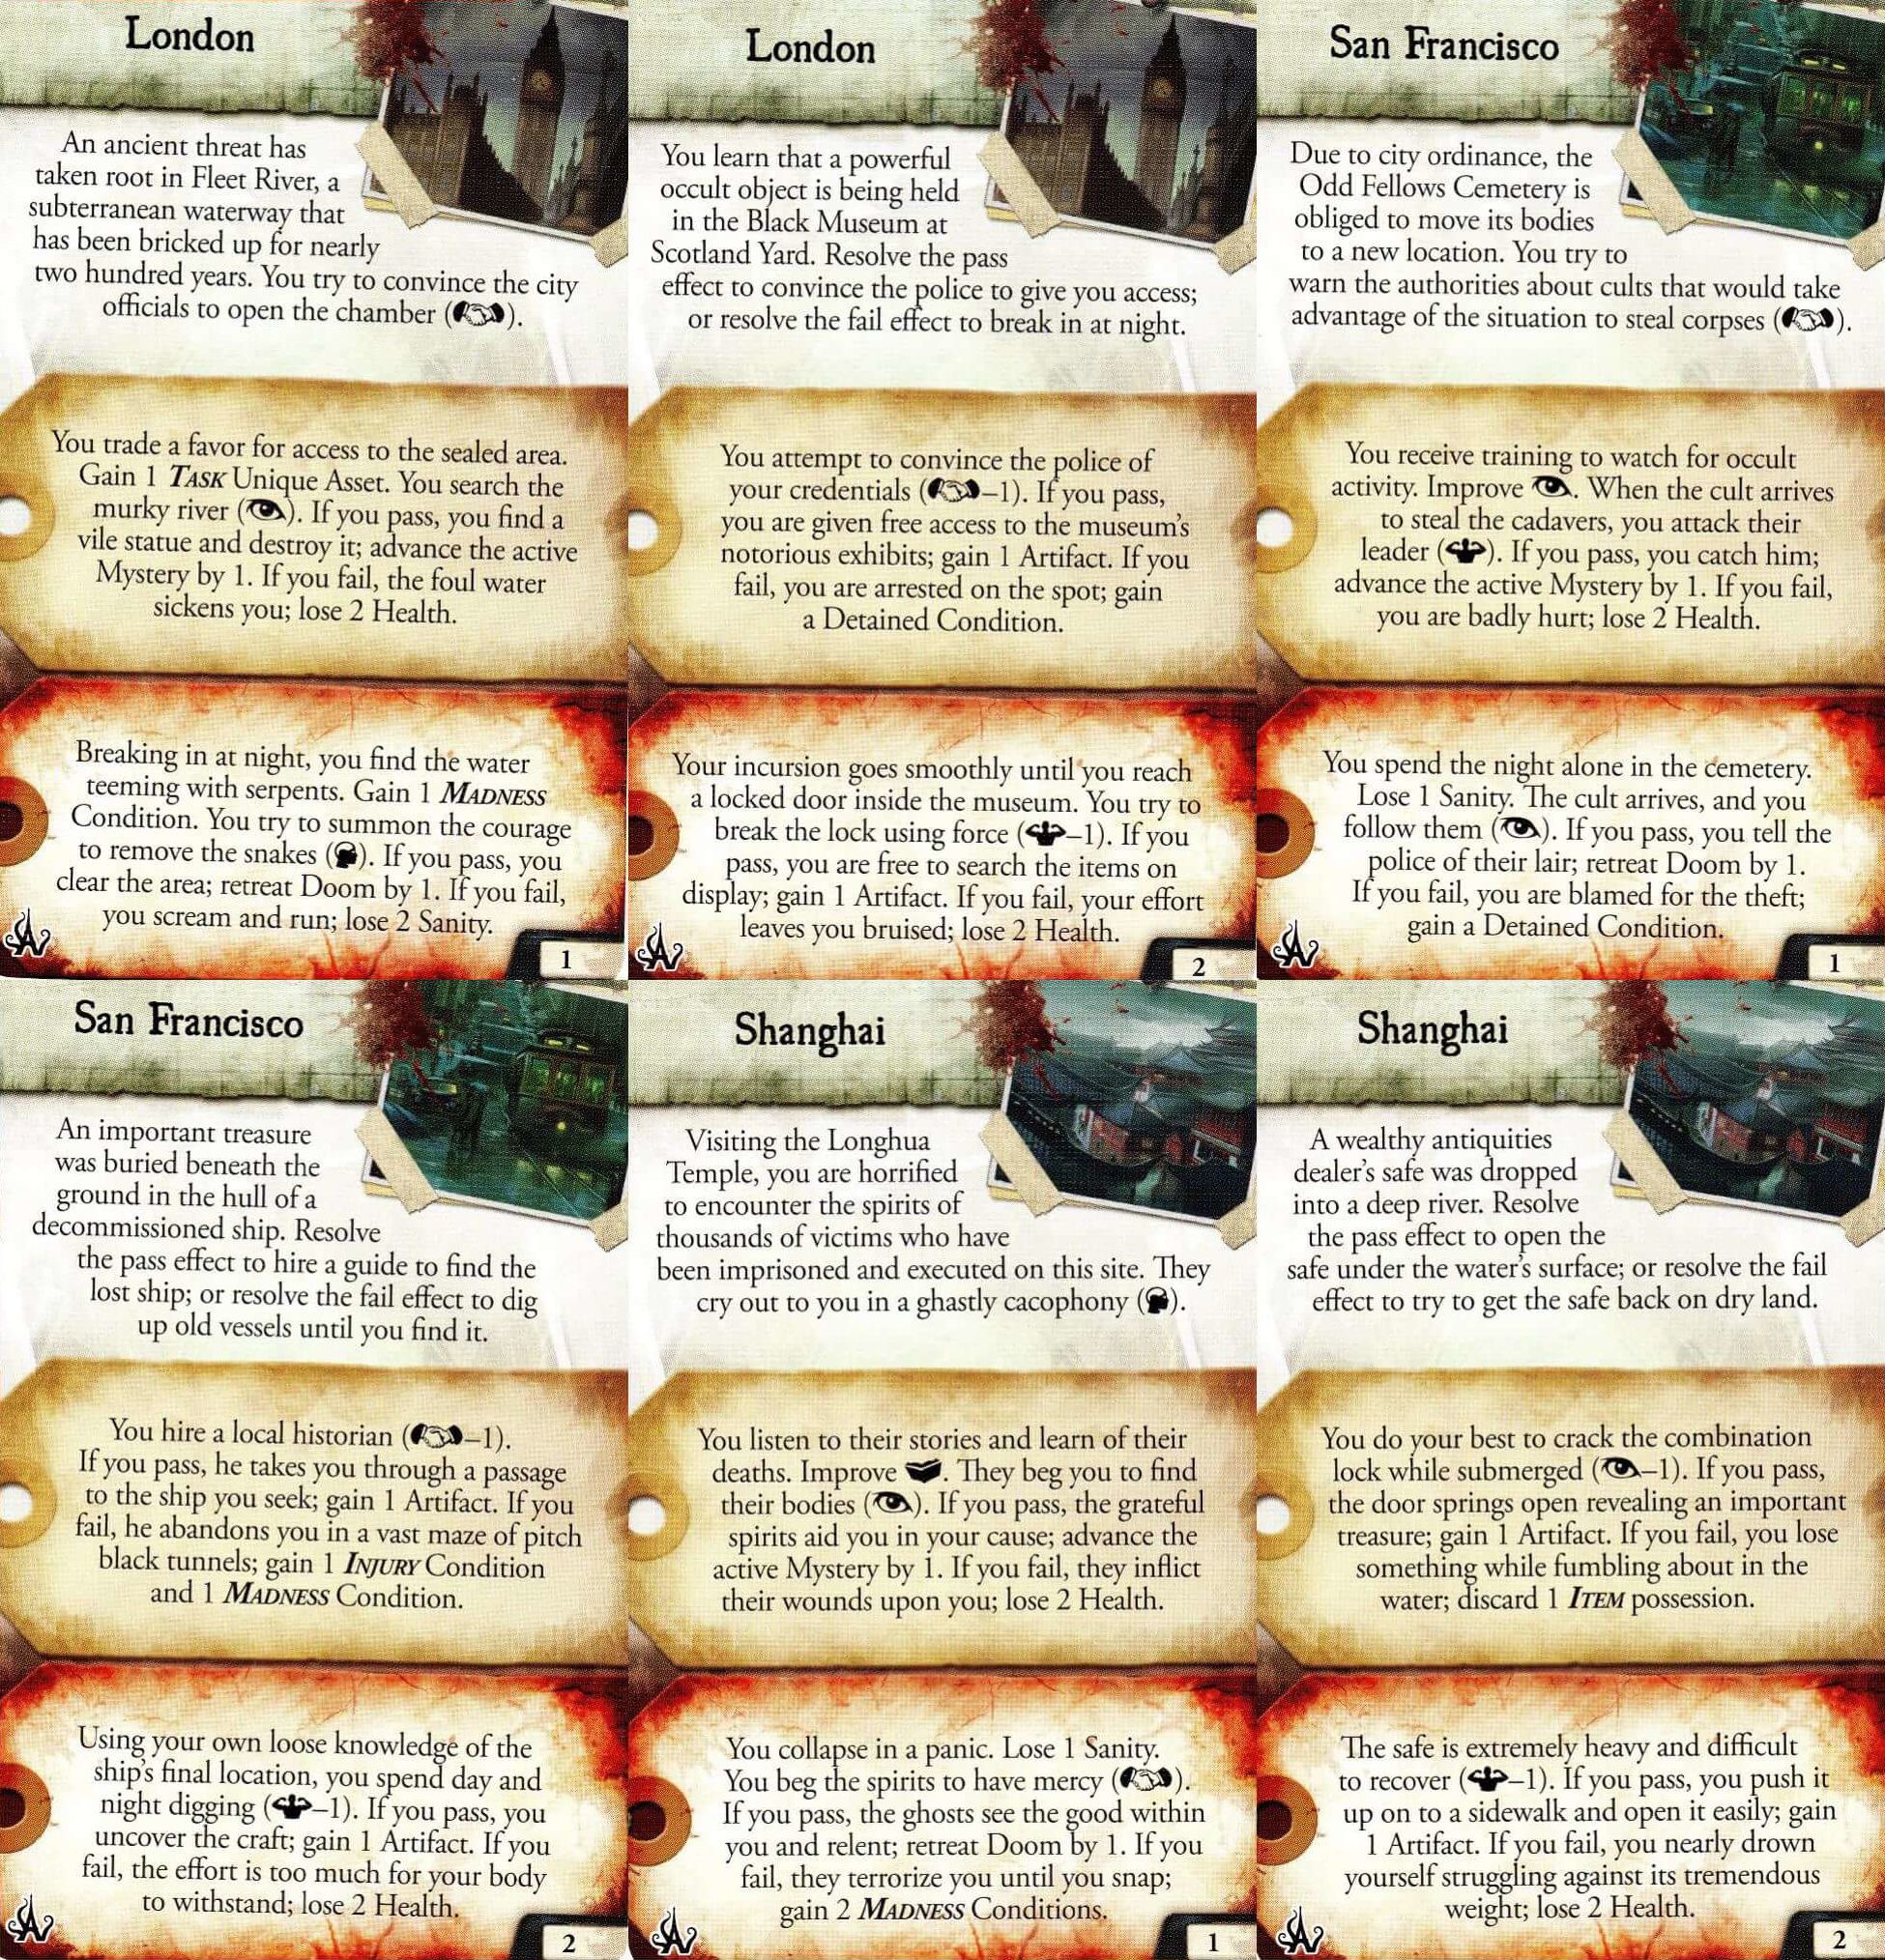 London
An ancient threat has
taken root in Fleet River, a
subterranean waterway that
has been bricked up for nearly
two hundred years. You try to convince the city
officials to open the chamber ( ).
You trade a favor for access to the sealed area.
Gain 1 TASK Unique Asset. You search the
murky river ( ). If you pass, you find a
vile statue and destroy it; advance the active
Mystery by 1. If you fail, the foul water
sickens you; lose 2 Health.
Breaking in at night, you find the water
teeming with serpents. Gain 1 MADNESS
Condition. You try to summon the courage
to remove the snakes ( ). If you pass, you
clear the area; retreat Doom by 1. If you fail,
you scream and run; lose 2 Sanity.
1
London
You learn that a powerful
occult object is being held
in the Black Museum at
Scotland Yard. Resolve the pass
effect to convince the police to give you access;
or resolve the fail effect to break in at night.
You attempt to convince the police of
your credentials ( –1). If you pass,
you are given free access to the museum's
notorious exhibits; gain 1 Artifact. If you
fail, you are arrested on the spot; gain
a Detained Condition.
Your incursion goes smoothly until you reach
a locked door inside the museum. You try to
break the lock using force ( –1). If you
pass, you are free to search the items on
display; gain 1 Artifact. If you fail, your effort
leaves you bruised; lose 2 Health.
2
San Francisco
Due to city ordinance, the
Odd Fellows Cemetery is
obliged to move its bodies
to a new location. You try to
warn the authorities about cults that would take
advantage of the situation to steal corpses ( ).
You receive training to watch for occult
activity. Improve . When the cult arrives
to steal the cadavers, you attack their
leader ( ). If you pass, you catch him;
advance the active Mystery by 1. If you fail,
you are badly hurt; lose 2 Health.
You spend the night alone in the cemetery.
Lose 1 Sanity. The cult arrives, and you
follow them ( ). If you pass, you tell the
police of their lair; retreat Doom by 1.
If you fail, you are blamed for the theft;
gain a Detained Condition.
1
San Francisco
An important treasure
was buried beneath the
ground in the hull of a
decommissioned ship. Resolve
the pass effect to hire a guide to find the
lost ship; or resolve the fail effect to dig
up old vessels until you find it.
You hire a local historian ( –1).
If you pass, he takes you through a passage
to the ship you seek; gain 1 Artifact. If you
fail, he abandons you in a vast maze of pitch
black tunnels; gain 1 INJURY Condition
and 1 MADNESS Condition.
Using your own loose knowledge of the
ship's final location, you spend day and
night digging ( –1). If you pass, you
uncover the craft; gain 1 Artifact. If you
fail, the effort is too much for your body
to withstand; lose 2 Health.
2
Shanghai
Visiting the Longhua
Temple, you are horrified
to encounter the spirits of
thousands of victims who have
been imprisoned and executed on this site. They
cry out to you in a ghastly cacophony ( ).
You listen to their stories and learn of their
deaths. Improve . They beg you to find
their bodies ( ). If you pass, the grateful
spirits aid you in your cause; advance the
active Mystery by 1. If you fail, they inflict
their wounds upon you; lose 2 Health.
You collapse in a panic. Lose 1 Sanity.
You beg the spirits to have mercy ( ).
If you pass, the ghosts see the good within
you and relent; retreat Doom by 1. If you
fail, they terrorize you until you snap;
gain 2 MADNESS Conditions.
1
Shanghai
A wealthy antiquities
dealer's safe was dropped
into a deep river. Resolve
the pass effect to open the
safe under the water's surface; or resolve the fail
effect to try to get the safe back on dry land.
You do your best to crack the combination
lock while submerged ( –1). If you pass,
the door springs open revealing an important
treasure; gain 1 Artifact. If you fail, you lose
something while fumbling about in the
water; discard 1 ITEM possession.
The safe is extremely heavy and difficult
to recover ( –1). If you pass, you push it
up on to a sidewalk and open it easily; gain
1 Artifact. If you fail, you nearly drown
yourself struggling against its tremendous
weight; lose 2 Health.
2